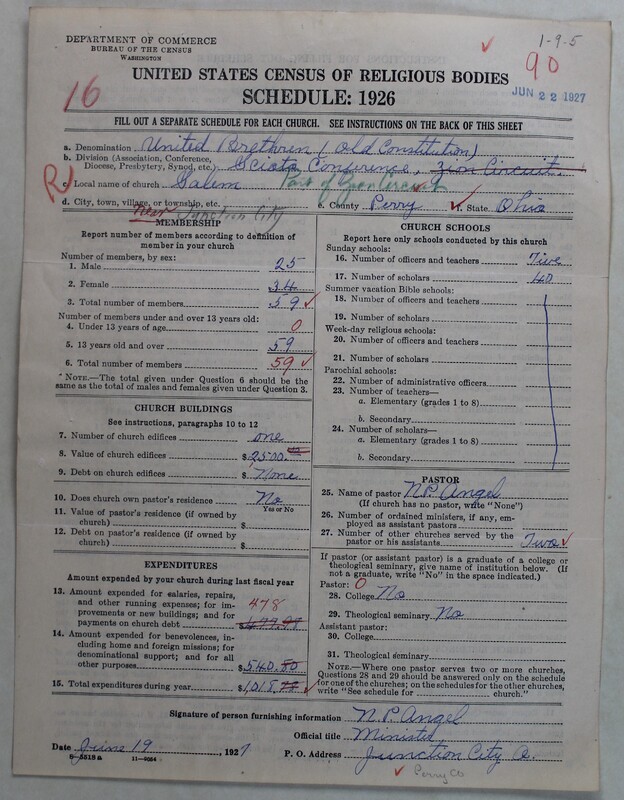 DEPARTMENT OF COMMERCE
BUREAU OF THE CENSUS
WASHINGTON
1-9-5
90
JUN 22 1927
16
UNITED STATES CENSUS OF RELIGIOUS BODIES
SCHEDULE: 1926
FILL OUT A SEPARATE SCHEDULE FOR EACH CHURCH. SEE INSTRUCTIONS ON THE BACK OF THIS SHEET
a. Denomination United Brethren (Old Constitution)
b. Division (Association, Conference, Diocese, Presbytery, Synod, etc.) Scioto Conference, Zion Circuit.
R
c. Local name of church Salem Part of
d. City, town, village, or township, etc. near Junction City e. County Perry f. State Ohio
MEMBERSHIP
Report number of members according to definition of member in your church
Number of members, by sex:
1. Male 25
2. Female 34
3. Total number of members 59
Number of members under and over 13 years old:
4. Under 13 years of age 0
5. 13 years old and over 59
6. Total number of members 59
NOTE.—The total given under Question 6 should be the same as the total of males and females given under Question 3.
CHURCH BUILDINGS
See instructions, paragraphs 10 to 12
7. Number of church edifices one
8. Value of church edifices $2500.00
9. Debt on church edifices $None
10. Does church own pastor's residence No
Yes or No
11. Value of pastor's residence (if owned by church) $
12. Debt on pastor's residence (if owned by church) $
EXPENDITURES
Amount expended by your church during last fiscal year
13. Amount expended for salaries, repairs, and other running expenses; for improvements or new buildings; and for payments on church debt 478 $
14. Amount expended for benevolences, including home and foreign missions; for denominational support; and for all other purposes $540.80
15. Total expenditures during year $1,015.78
CHURCH SCHOOLS
Report here only schools conducted by this church
Sunday schools:
16. Number of officers and teachers Five
17. Number of scholars 40
Summer vacation Bible schools:
18. Number of officers and teachers
19. Number of scholars
Week-day religious schools:
20. Number of officers and teachers
21. Number of scholars
Parochial schools:
22. Number of administrative officers
23. Number of teachers—
a. Elementary (grades 1 to 8)
b. Secondary
24. Number of scholars—
a. Elementary (grades 1 to 8)
b. Secondary
PASTOR
25. Name of pastor N.P. Angel
(If church has no pastor, write "None")
26. Number of ordained ministers, if any, employed as assistant pastors
27. Number of other churches served by the pastor or his assistants Two
If pastor (or assistant pastor) is a graduate of a college or theological seminary, give name of institution below. (If not a graduate, write "No" in the space indicated.)
Pastor: 0
28. College No
29. Theological seminary No
Assistant pastor:
30. College
31. Theological seminary
NOTE.—Where one pastor serves two or more churches, Questions 28 and 29 should be answered only on the schedule for one of the churches; on the schedules for the other churches, write "See schedule for church."
Signature of person furnishing information N.P. Angel
Official title Minister
Date June 19, 1927 P. O. Address Junction City O.
8-5518a 11-9054
Perry Co